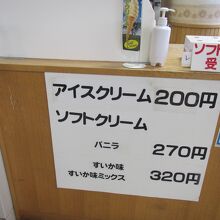 アイスクリーム 200円
ソフトクリーム
バニラ 270円
すいか味
すいか味ミックス 320円
ソフト
受